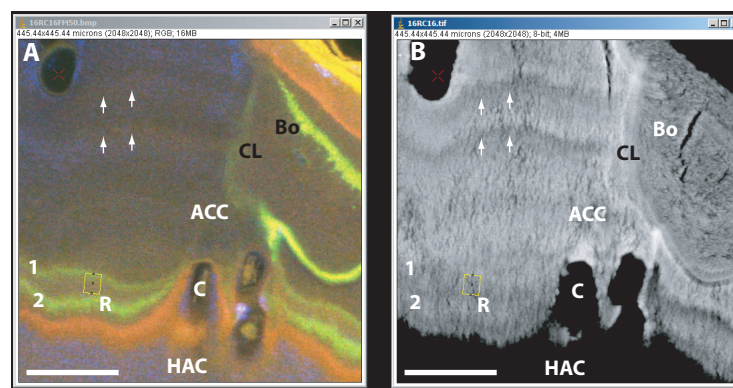 16RC16FM50.bmp
445.44x445.44 microns (2048x2048); RGB; 16MB
A
Bo
CL
ACC
1
2
R
C
HAC
16RC16.tif
445.44x445.44 microns (2048x2048); 8-bit; 4MB
B
Bo
CL
ACC
1
2
R
C
HAC